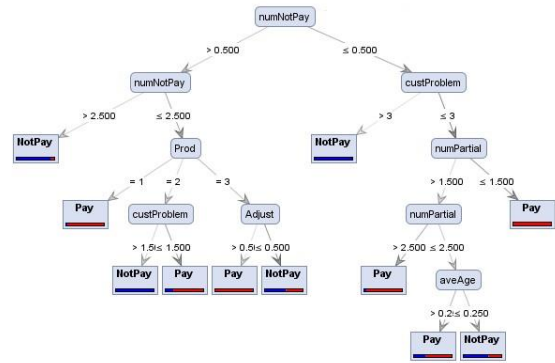 numNotPay
> 0.500 ≤ 0.500
numNotPay custProblem
> 2.500 ≤ 2.500 > 3 ≤ 3
NotPay Prod NotPay numPartial
= 1 = 2 = 3 > 1.500 ≤ 1.500
Pay custProblem Adjust numPartial Pay
> 1.5 ≤ 1.500 > 0.5 ≤ 0.500 > 2.500 ≤ 2.500
NotPay Pay Pay NotPay Pay aveAge
> 0.2 ≤ 0.250
Pay NotPay